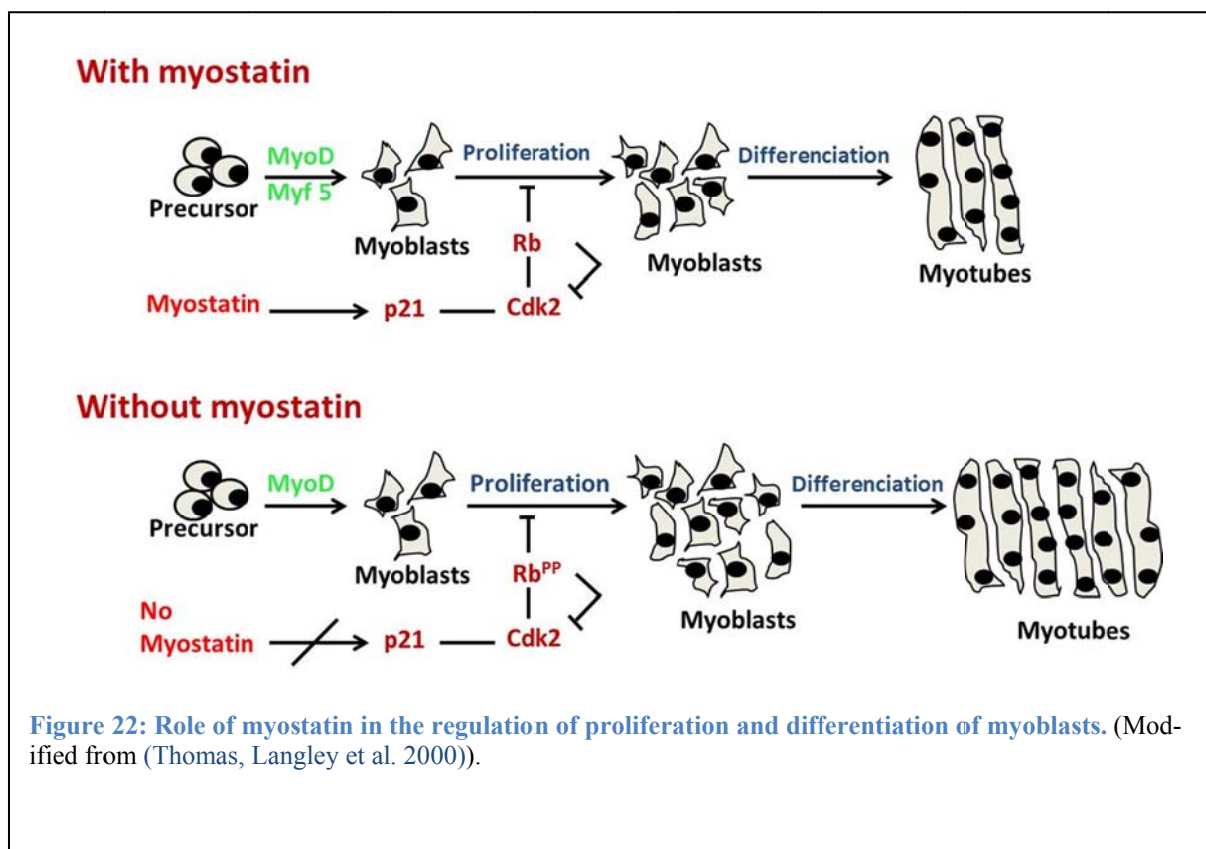 With myostatin
MyoD
Myf 5
Precursor
Myoblasts
Proliferation
Myoblasts
Differenciation
Myotubes
Rb
Myostatin
p21
Cdk2
Without myostatin
MyoD
Precursor
Myoblasts
Proliferation
Myoblasts
Differenciation
Myotubes
Rb^PP
No
Myostatin
p21
Cdk2
Figure 22: Role of myostatin in the regulation of proliferation and differentiation of myoblasts. (Mod-
ified from (Thomas, Langley et al. 2000)).